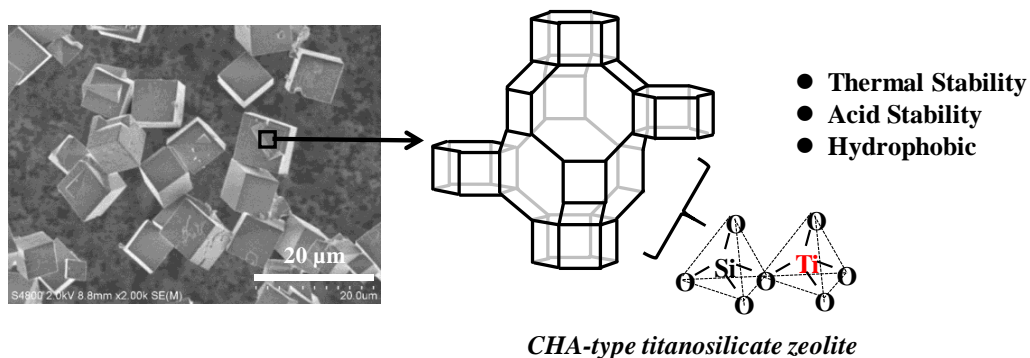 20 μm
S4800 2.0kV 8.8mm x2.00k SE(M)
20.0um
● Thermal Stability
● Acid Stability
● Hydrophobic
O
O
Si
Ti
O
O
O
O
O
CHA-type titanosilicate zeolite